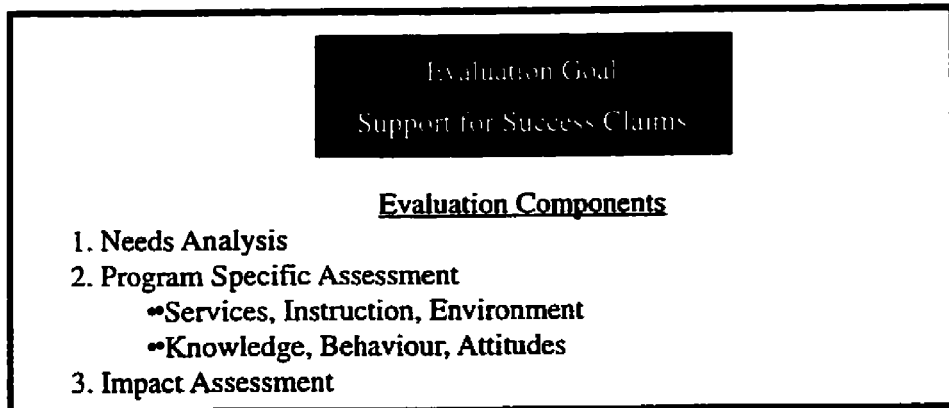 Evaluation Goal
Support for Success Claims
Evaluation Components
1. Needs Analysis
2. Program Specific Assessment
••Services, Instruction, Environment
••Knowledge, Behaviour, Attitudes
3. Impact Assessment